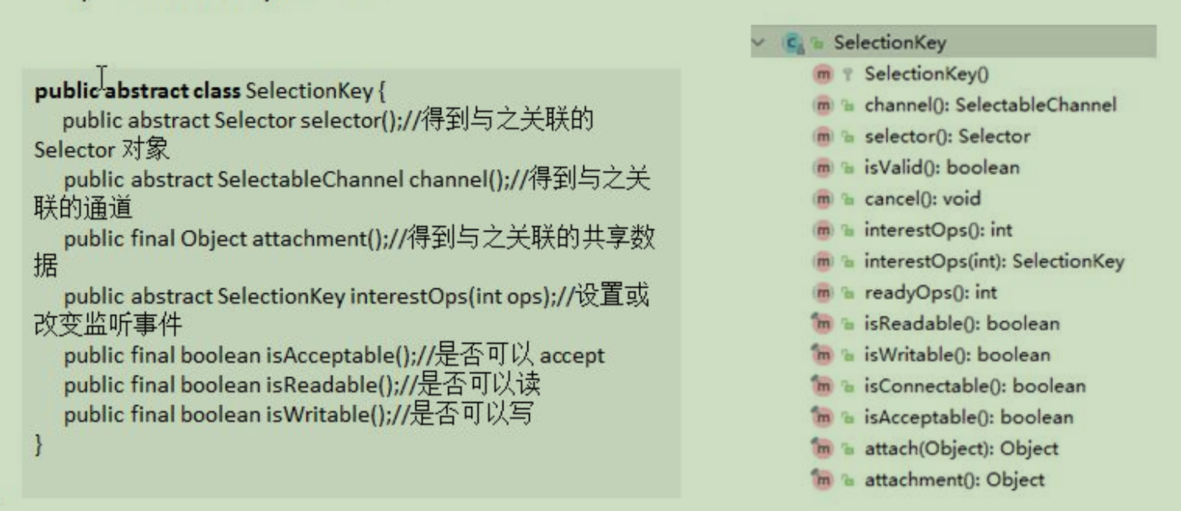 public abstract class SelectionKey {
public abstract Selector selector();//得到与之关联的
Selector 对象
public abstract SelectableChannel channel();//得到与之关
联的通道
public final Object attachment();//得到与之关联的共享数
据
public abstract SelectionKey interestOps(int ops);//设置或
改变监听事件
public final boolean isAcceptable();//是否可以 accept
public final boolean isReadable();//是否可以读
public final boolean isWritable();//是否可以写
}
SelectionKey
SelectionKey()
channel(): SelectableChannel
selector(): Selector
isValid(): boolean
cancel(): void
interestOps(): int
interestOps(int): SelectionKey
readyOps(): int
isReadable(): boolean
isWritable(): boolean
isConnectable(): boolean
isAcceptable(): boolean
attach(Object): Object
attachment(): Object